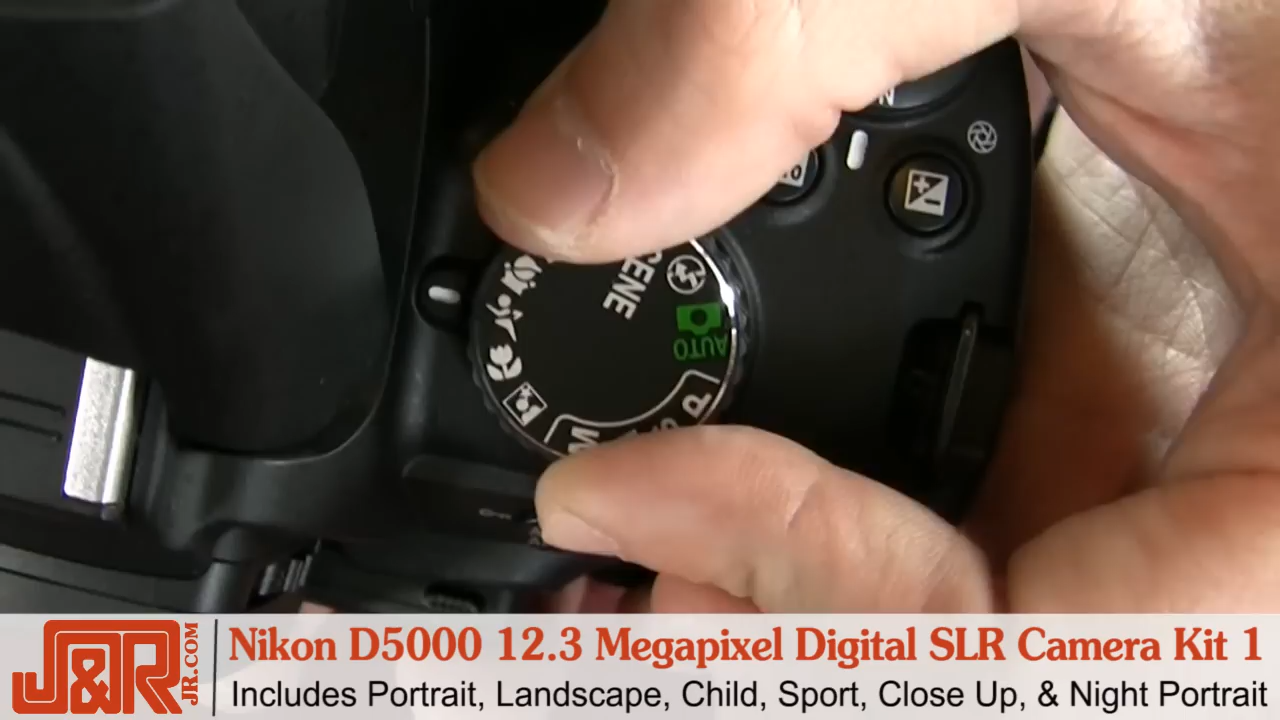 SCENE
AUTO
P
S
M
J&R
JR.COM
Nikon D5000 12.3 Megapixel Digital SLR Camera Kit 1
Includes Portrait, Landscape, Child, Sport, Close Up, & Night Portrait